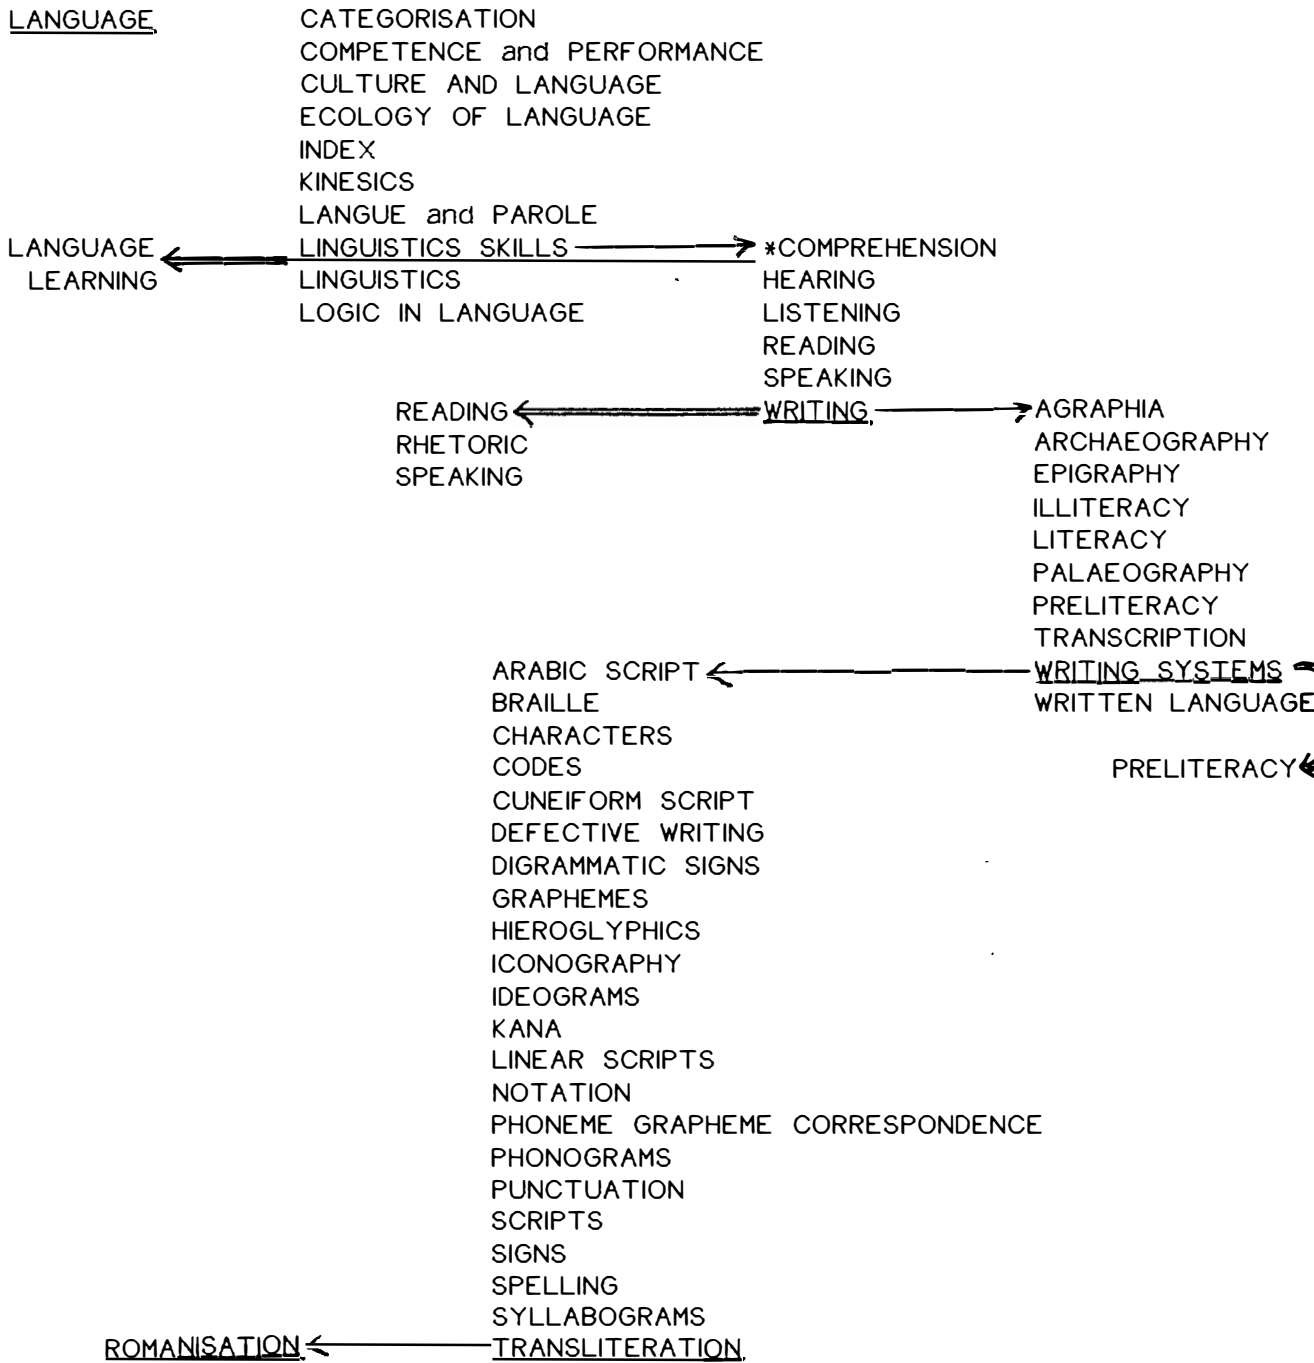 LANGUAGE CATEGORISATION
COMPETENCE and PERFORMANCE
CULTURE AND LANGUAGE
ECOLOGY OF LANGUAGE
INDEX
KINESICS
LANGUE and PAROLE
LANGUAGE LINGUISTICS SKILLS *COMPREHENSION
LEARNING LINGUISTICS HEARING
LOGIC IN LANGUAGE LISTENING
READING
SPEAKING
READING WRITING AGRAPHIA
RHETORIC ARCHAEOGRAPHY
SPEAKING EPIGRAPHY
ILLITERACY
LITERACY
PALAEOGRAPHY
PRELITERACY
TRANSCRIPTION
ARABIC SCRIPT WRITING SYSTEMS
BRAILLE WRITTEN LANGUAGE
CHARACTERS
CODES PRELITERACY
CUNEIFORM SCRIPT
DEFECTIVE WRITING
DIGRAMMATIC SIGNS
GRAPHEMES
HIEROGLYPHICS
ICONOGRAPHY
IDEOGRAMS
KANA
LINEAR SCRIPTS
NOTATION
PHONEME GRAPHEME CORRESPONDENCE
PHONOGRAMS
PUNCTUATION
SCRIPTS
SIGNS
SPELLING
SYLLABOGRAMS
ROMANISATION TRANSLITERATION